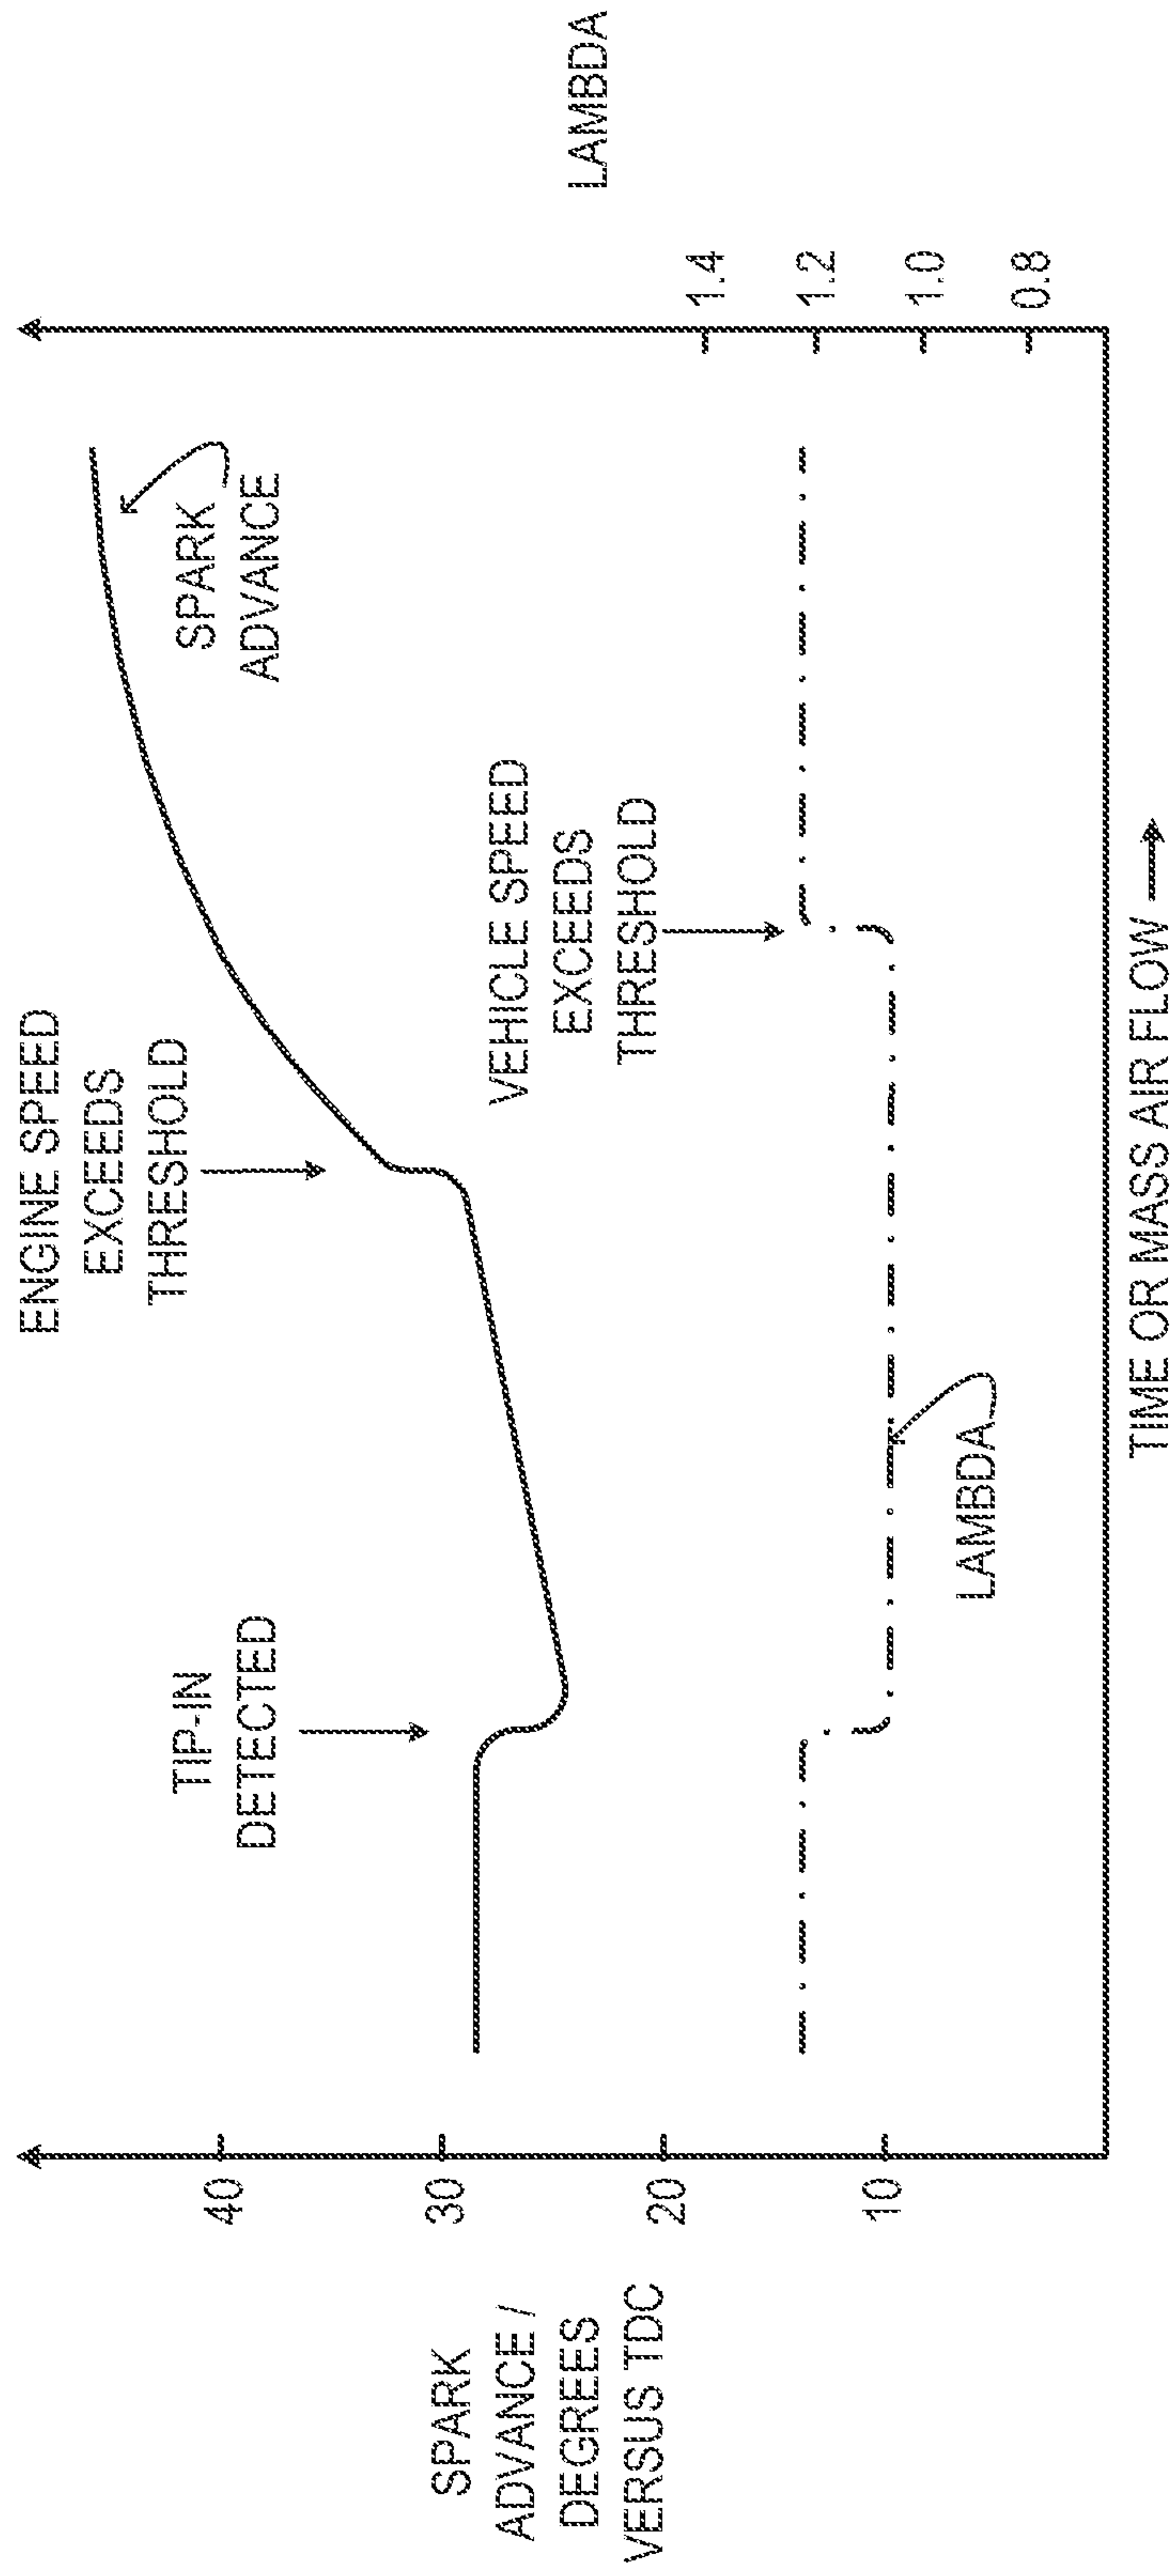 ENGINE SPEED
EXCEEDS
THRESHOLD
TIP-IN
DETECTED
SPARK
ADVANCE
VEHICLE SPEED
EXCEEDS
THRESHOLD
LAMBDA
40
30
20
10
SPARK
ADVANCE /
DEGREES
VERSUS TDC
1.4
1.2
1.0
0.8
LAMBDA
TIME OR MASS AIR FLOW